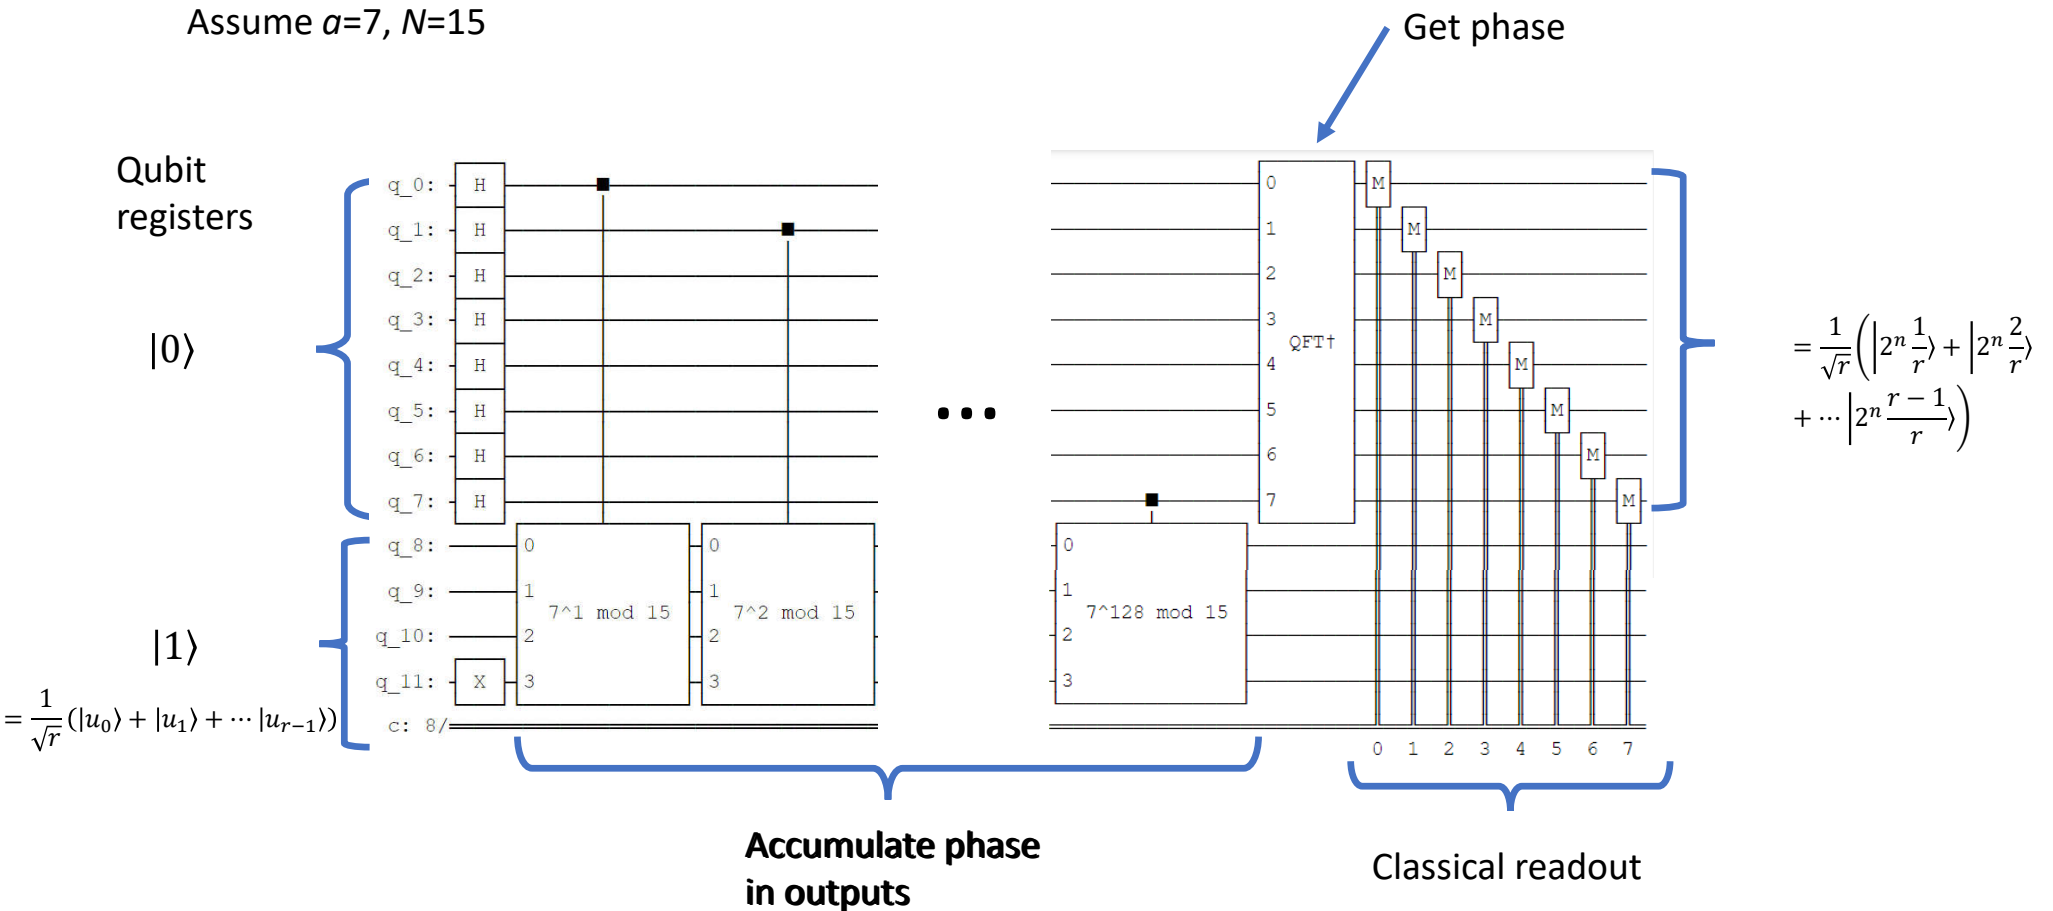 Assume a=7, N=15
Get phase
Qubit
registers
|0⟩
|1⟩
= 1/√r (|u_0⟩ + |u_1⟩ + ⋯ |u_{r−1}⟩)
q_0: H
q_1: H
q_2: H
q_3: H
q_4: H
q_5: H
q_6: H
q_7: H
q_8:
q_9:
q_10:
q_11: X
c: 8/
0
1
2
3
7^1 mod 15
0
1
2
3
7^2 mod 15
...
0
1
2
3
7^128 mod 15
0
1
2
3
QFT†
4
5
6
7
M
M
M
M
M
M
M
M
0 1 2 3 4 5 6 7
= 1/√r (|2^n 1/r⟩ + |2^n 2/r⟩
+ ⋯ |2^n (r−1)/r⟩)
Accumulate phase
in outputs
Classical readout